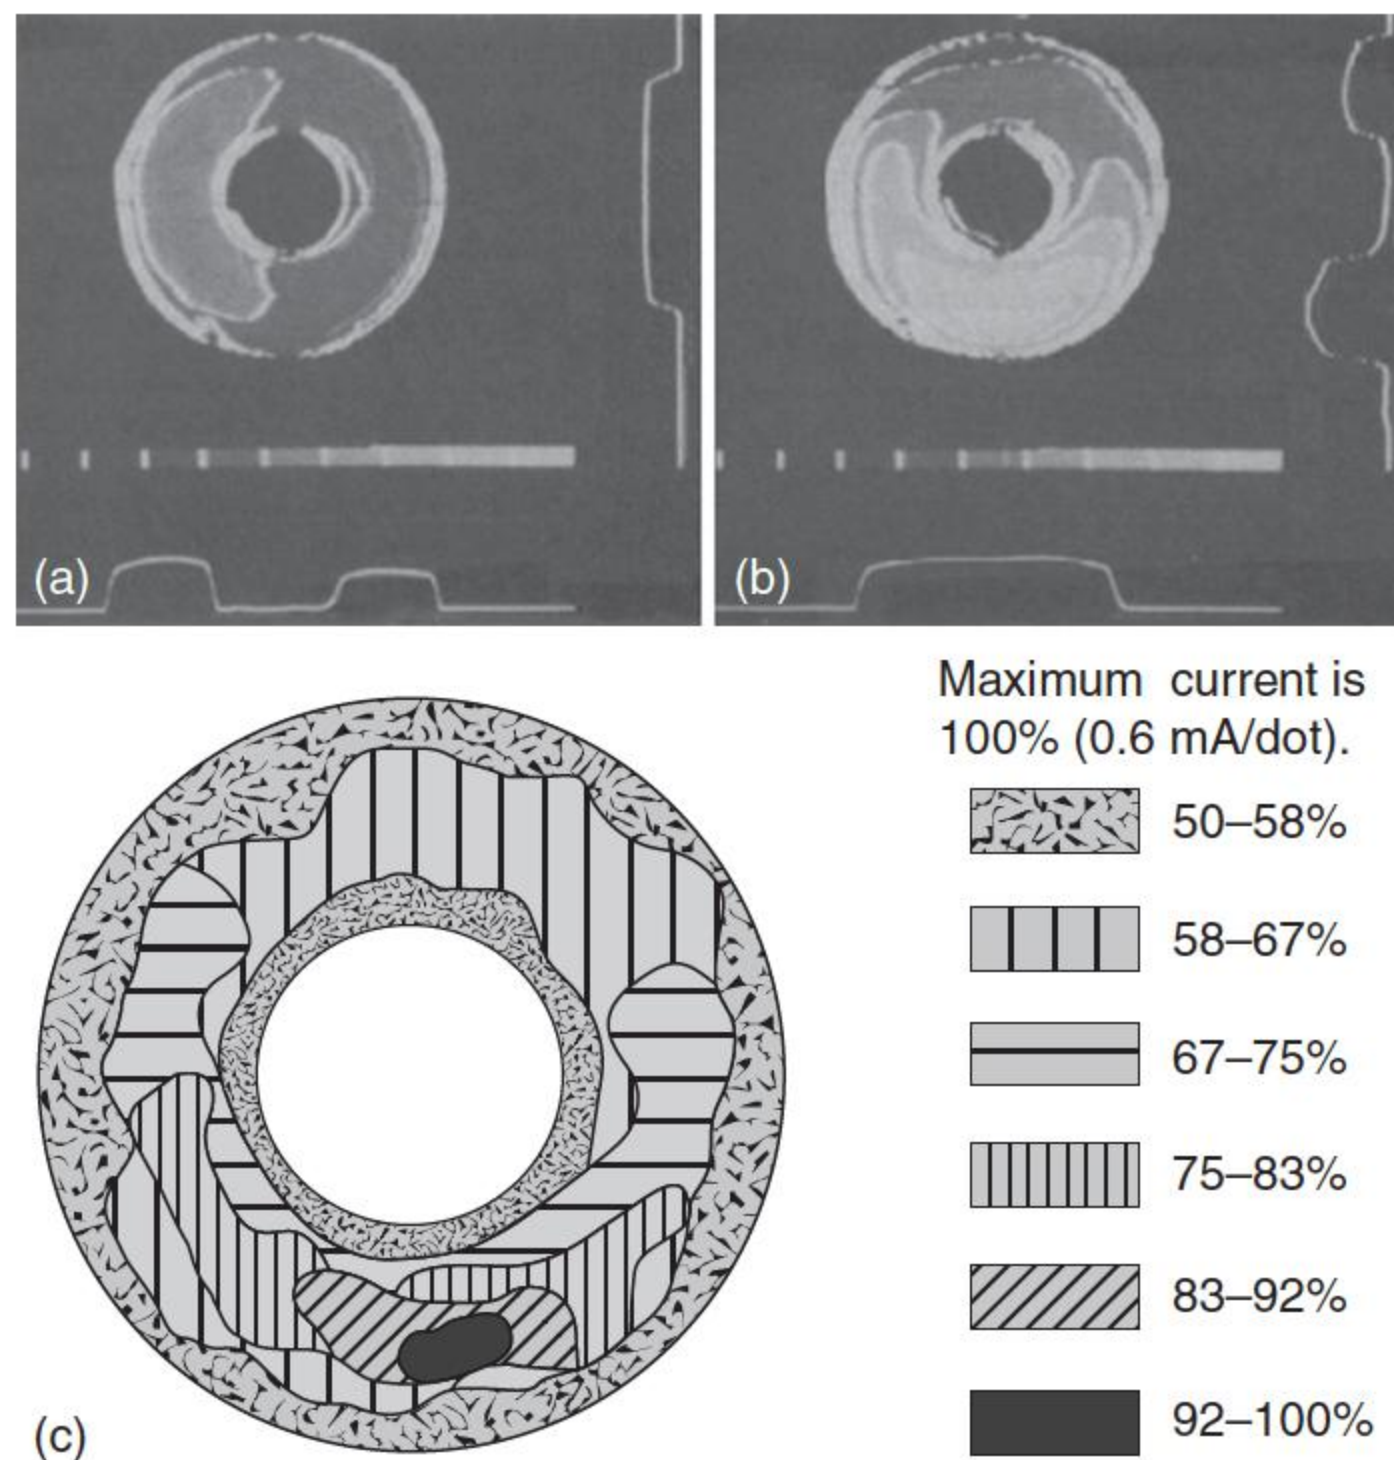 (a)
(b)
Maximum current is
100% (0.6 mA/dot).
50–58%
58–67%
67–75%
75–83%
83–92%
92–100%
(c)